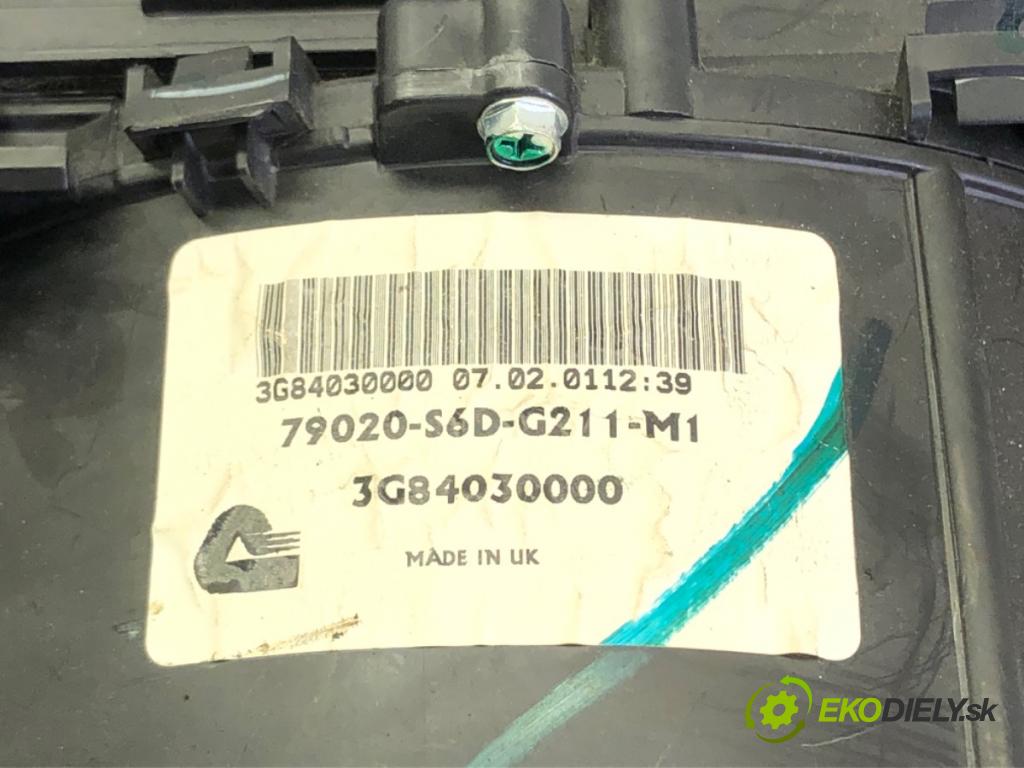 3G84030000 07.02.0112:39
79020-S6D-G211-M1
3G84030000
MADE IN UK
EKODIELY.sk